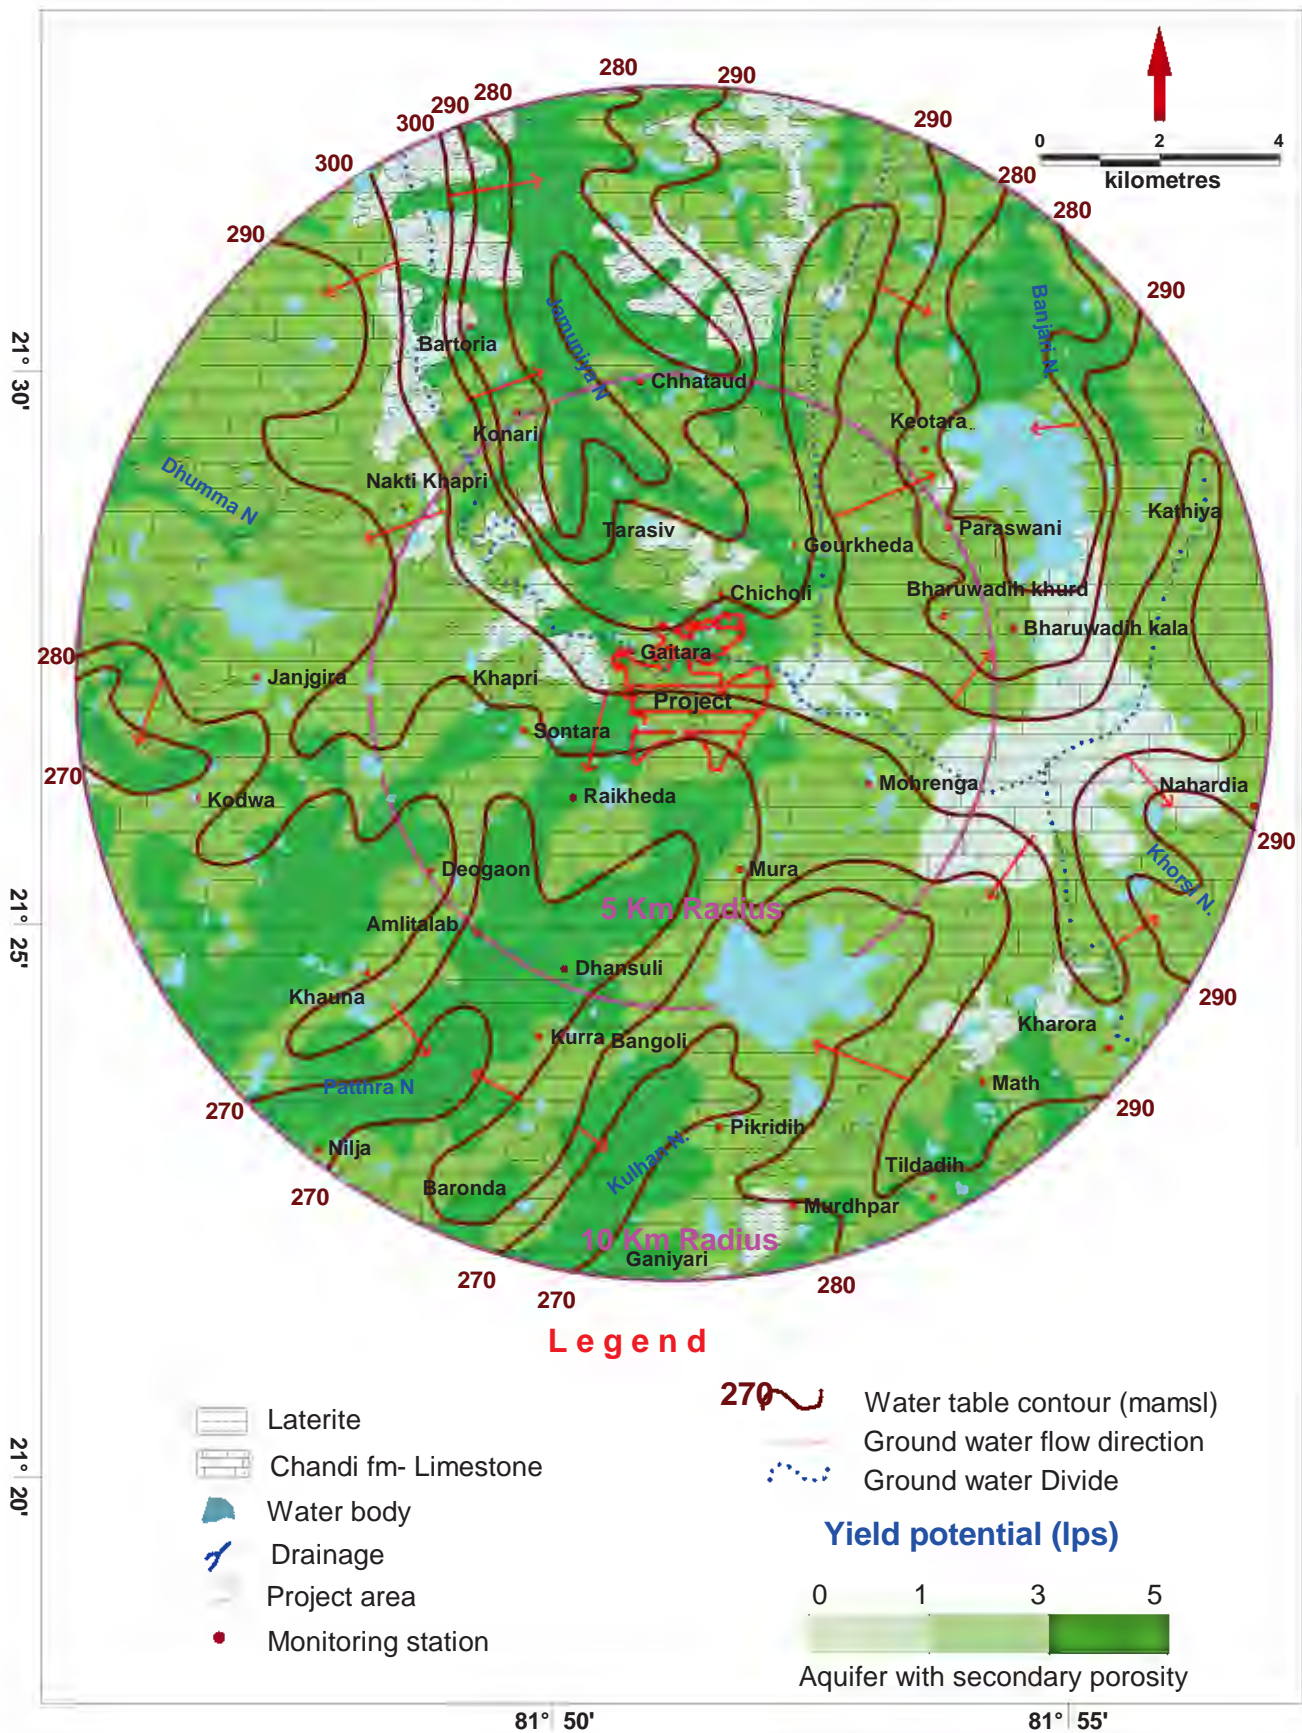 280
290
280
290
300
300
290
290
280
280
290
0 2 4
kilometres
Bartoria
Jamuniya N
Banjari N.
Chhataud
Konari
Keotara
Nakti Khapri
Dhumma N
Tarasiv
Gourkheda
Paraswani
Kathiya
Chicholi
Bharuwadih khurd
Bharuwadih kala
Gaitara
280
Janjgira
Khapri
Project
Sontara
270
Kodwa
Raikheda
Mohrenga
Nahardia
290
Deogaon
Mura
Khorsi N.
5 Km Radius
Amlitalab
Dhansuli
Khauna
290
Kurra
Bangoli
Kharora
Patthra N
Math
270
290
Nilja
Pikridih
Kulhan N.
Tildadih
Baronda
270
Murdhpar
10 Km Radius
Ganiyari
270
270
280
21° 30'
21° 25'
21° 20'
Legend
Laterite
Chandi fm- Limestone
Water body
Drainage
Project area
Monitoring station
270
Water table contour (mamsl)
Ground water flow direction
Ground water Divide
Yield potential (lps)
0 1 3 5
Aquifer with secondary porosity
81° 50'
81° 55'